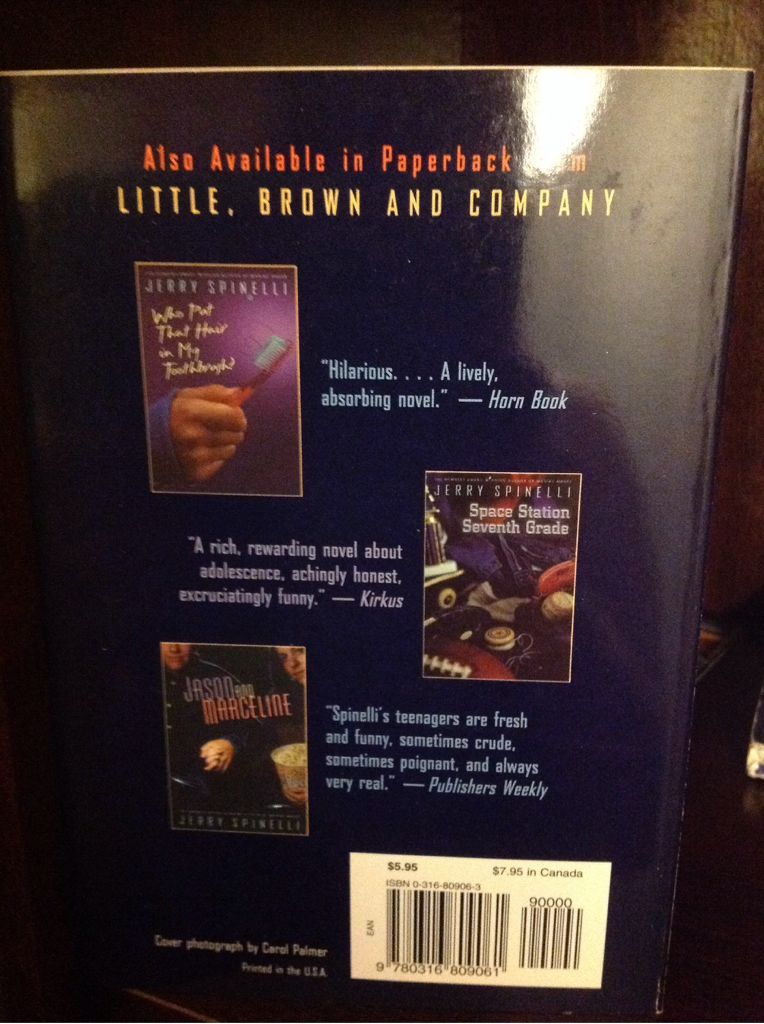 Also Available in Paperback
LITTLE, BROWN AND COMPANY
JERRY SPINELLI
Who Put
That Hair
in My
Toothbrush?
"Hilarious. . . . A lively,
absorbing novel." — Horn Book
JERRY SPINELLI
Space Station
Seventh Grade
"A rich, rewarding novel about
adolescence, achingly honest,
excruciatingly funny." — Kirkus
JASON AND
MARCELINE
JERRY SPINELLI
"Spinelli's teenagers are fresh
and funny, sometimes crude,
sometimes poignant, and always
very real." — Publishers Weekly
$5.95
$7.95 in Canada
ISBN 0-316-80906-3
90000
EAN
9 780316 809061
Cover photograph by Carol Palmer
Printed in the U.S.A.